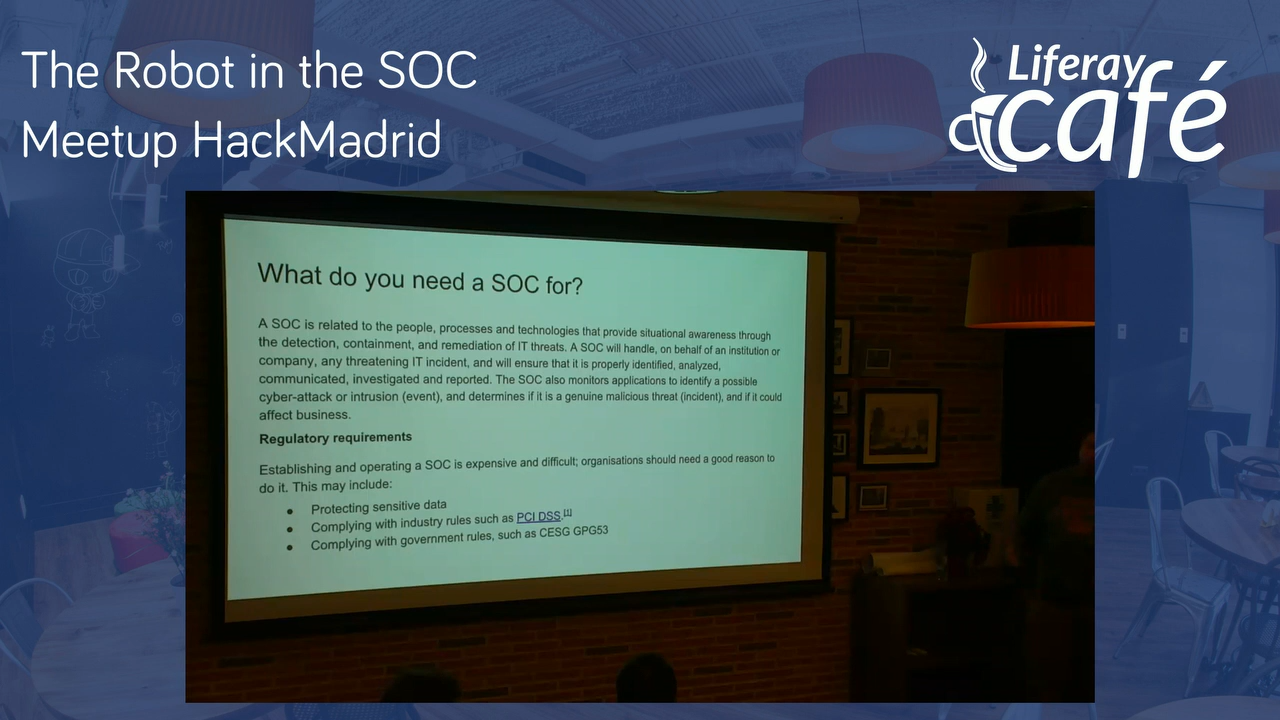 The Robot in the SOC
Meetup HackMadrid
Liferay
café
What do you need a SOC for?
A SOC is related to the people, processes and technologies that provide situational awareness through
the detection, containment, and remediation of IT threats. A SOC will handle, on behalf of an institution or
company, any threatening IT incident, and will ensure that it is properly identified, analyzed,
communicated, investigated and reported. The SOC also monitors applications to identify a possible
cyber-attack or intrusion (event), and determines if it is a genuine malicious threat (incident), and if it could
affect business.
Regulatory requirements
Establishing and operating a SOC is expensive and difficult; organisations should need a good reason to
do it. This may include:
● Protecting sensitive data
● Complying with industry rules such as PCI DSS.[1]
● Complying with government rules, such as CESG GPG53